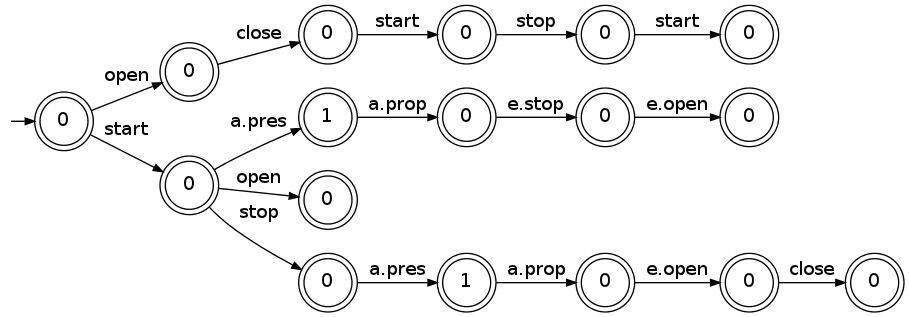 close 0 start 0 stop 0 start 0
open 0
a.pres 1 a.prop 0 e.stop 0 e.open 0
0 start
0 open 0
stop
0 a.pres 1 a.prop 0 e.open 0 close 0